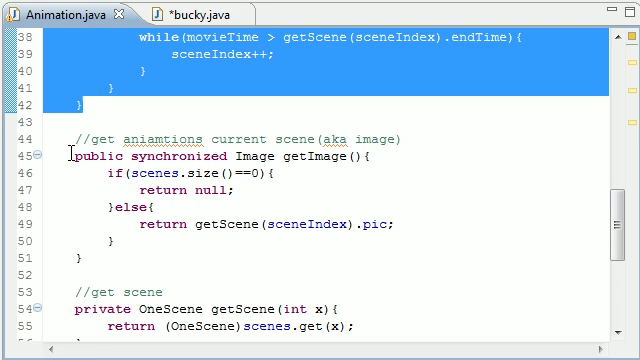 Animation.java *bucky.java
38 while(movieTime > getScene(sceneIndex).endTime){
39 sceneIndex++;
40 }
41 }
42 }
43
44 //get aniamtions current scene(aka image)
45 public synchronized Image getImage(){
46 if(scenes.size()==0){
47 return null;
48 }else{
49 return getScene(sceneIndex).pic;
50 }
51 }
52
53 //get scene
54 private OneScene getScene(int x){
55 return (OneScene)scenes.get(x);